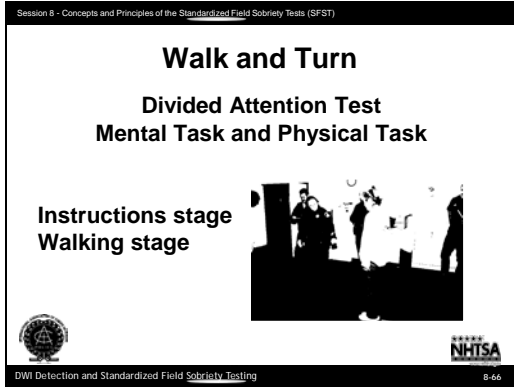 Session 8 - Concepts and Principles of the Standardized Field Sobriety Tests (SFST)
Walk and Turn
Divided Attention Test
Mental Task and Physical Task
Instructions stage
Walking stage
NHTSA
DWI Detection and Standardized Field Sobriety Testing
8-66